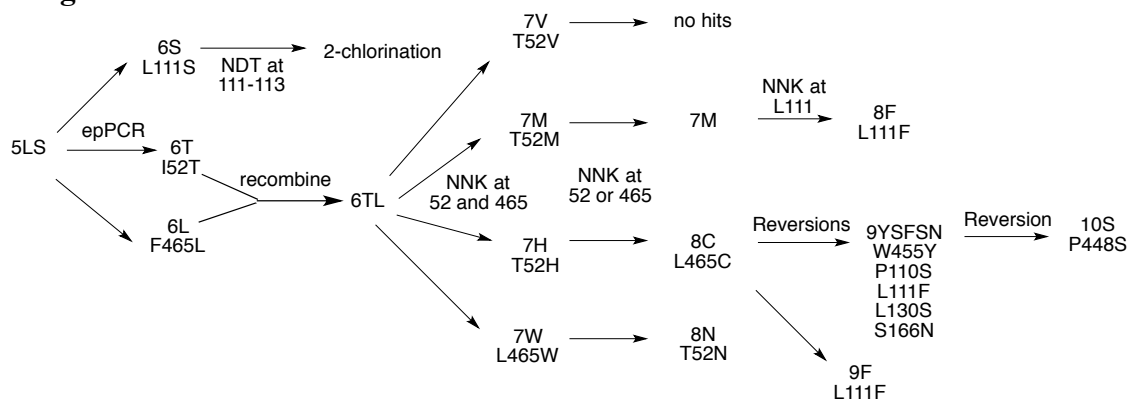 7V
T52V
no hits
6S
L111S
NDT at
111-113
2-chlorination
5LS
epPCR
6T
I52T
recombine
6L
F465L
6TL
7M
T52M
7M
NNK at
L111
8F
L111F
NNK at
52 and 465
NNK at
52 or 465
7H
T52H
8C
L465C
Reversions
9YSFSN
W455Y
P110S
L111F
L130S
S166N
Reversion
10S
P448S
7W
L465W
8N
T52N
9F
L111F